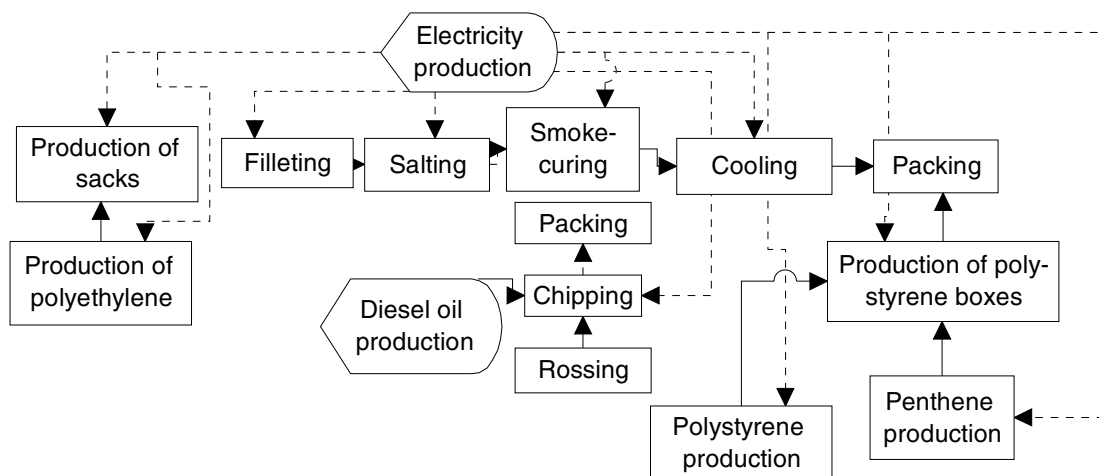 Electricity
production
Production of
sacks
Filleting
Salting
Smoke-
curing
Cooling
Packing
Production of
polyethylene
Packing
Diesel oil
production
Chipping
Rossing
Production of poly-
styrene boxes
Polystyrene
production
Penthene
production